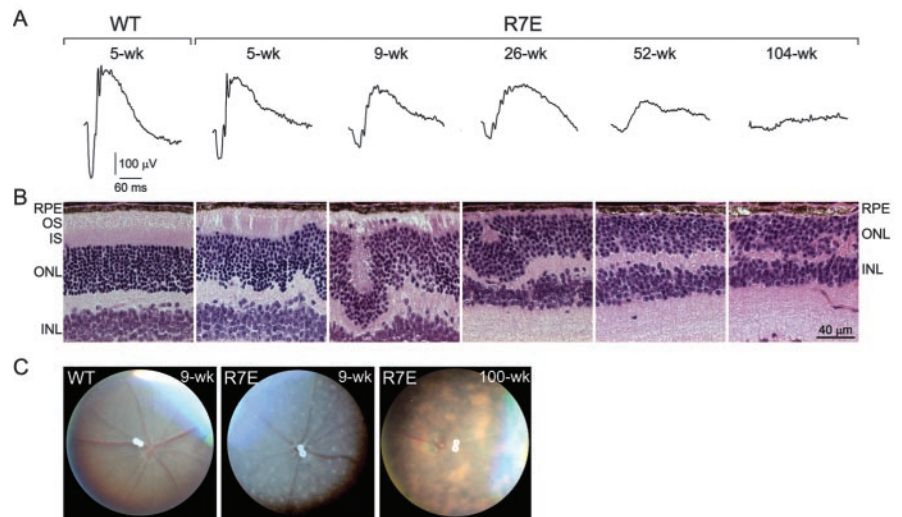 A
WT R7E
5-wk 5-wk 9-wk 26-wk 52-wk 104-wk
100 µV
60 ms
B
RPE
OS
IS
ONL
INL
RPE
ONL
INL
40 µm
C
WT 9-wk R7E 9-wk R7E 100-wk